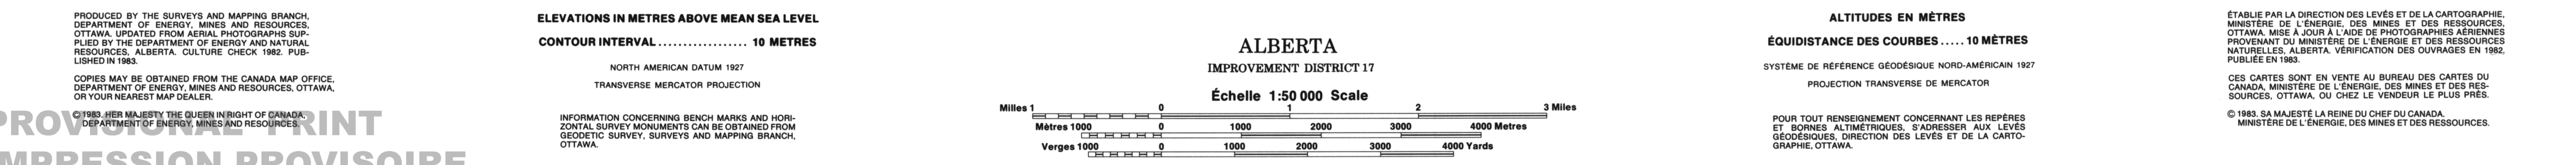 PRODUCED BY THE SURVEYS AND MAPPING BRANCH,
DEPARTMENT OF ENERGY, MINES AND RESOURCES,
OTTAWA. UPDATED FROM AERIAL PHOTOGRAPHS SUP-
PLIED BY THE DEPARTMENT OF ENERGY AND NATURAL
RESOURCES, ALBERTA. CULTURE CHECK 1982. PUB-
LISHED IN 1983.
COPIES MAY BE OBTAINED FROM THE CANADA MAP OFFICE,
DEPARTMENT OF ENERGY, MINES AND RESOURCES, OTTAWA,
OR YOUR NEAREST MAP DEALER.
© 1983. HER MAJESTY THE QUEEN IN RIGHT OF CANADA,
DEPARTMENT OF ENERGY, MINES AND RESOURCES.
PROVISIONAL PRINT
IMPRESSION PROVISOIRE
ELEVATIONS IN METRES ABOVE MEAN SEA LEVEL
CONTOUR INTERVAL.................. 10 METRES
NORTH AMERICAN DATUM 1927
TRANSVERSE MERCATOR PROJECTION
INFORMATION CONCERNING BENCH MARKS AND HORI-
ZONTAL SURVEY MONUMENTS CAN BE OBTAINED FROM
GEODETIC SURVEY, SURVEYS AND MAPPING BRANCH,
OTTAWA.
ALBERTA
IMPROVEMENT DISTRICT 17
Échelle 1:50 000 Scale
Milles 1 0 1 2 3 Miles
Mètres 1000 0 1000 2000 3000 4000 Metres
Verges 1000 0 1000 2000 3000 4000 Yards
ALTITUDES EN MÈTRES
ÉQUIDISTANCE DES COURBES ..... 10 MÈTRES
SYSTÈME DE RÉFÉRENCE GÉODÉSIQUE NORD-AMÉRICAIN 1927
PROJECTION TRANSVERSE DE MERCATOR
POUR TOUT RENSEIGNEMENT CONCERNANT LES REPÈRES
ET BORNES ALTIMÉTRIQUES, S'ADRESSER AUX LEVÉS
GÉODÉSIQUES, DIRECTION DES LEVÉS ET DE LA CARTO-
GRAPHIE, OTTAWA.
ÉTABLIE PAR LA DIRECTION DES LEVÉS ET DE LA CARTOGRAPHIE,
MINISTÈRE DE L'ÉNERGIE, DES MINES ET DES RESSOURCES,
OTTAWA. MISE À JOUR À L'AIDE DE PHOTOGRAPHIES AÉRIENNES
PROVENANT DU MINISTÈRE DE L'ÉNERGIE ET DES RESSOURCES
NATURELLES, ALBERTA. VÉRIFICATION DES OUVRAGES EN 1982.
PUBLIÉE EN 1983.
CES CARTES SONT EN VENTE AU BUREAU DES CARTES DU
CANADA, MINISTÈRE DE L'ÉNERGIE, DES MINES ET DES RES-
SOURCES, OTTAWA, OU CHEZ LE VENDEUR LE PLUS PRÈS.
© 1983. SA MAJESTÉ LA REINE DU CHEF DU CANADA.
MINISTÈRE DE L'ÉNERGIE, DES MINES ET DES RESSOURCES.